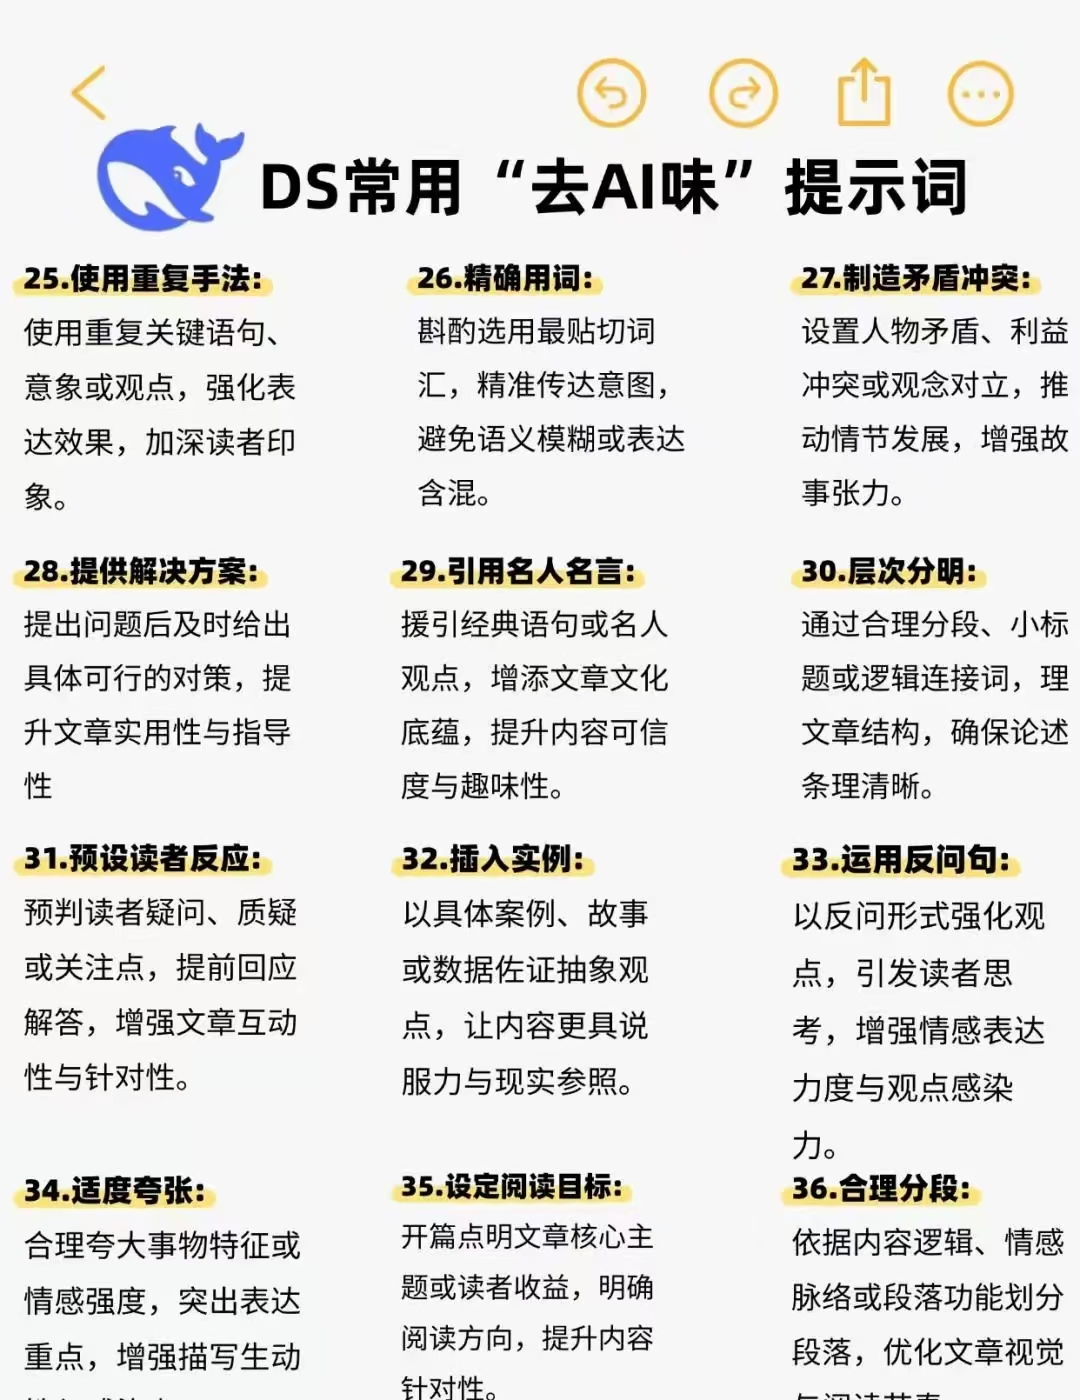 DS常用“去AI味”提示词
25.使用重复手法:
使用重复关键语句、
意象或观点，强化表
达效果，加深读者印
象。
26.精确用词:
斟酌选用最贴切词
汇，精准传达意图，
避免语义模糊或表达
含混。
27.制造矛盾冲突:
设置人物矛盾、利益
冲突或观念对立，推
动情节发展，增强故
事张力。
28.提供解决方案:
提出问题后及时给出
具体可行的对策，提
升文章实用性与指导
性
29.引用名人名言:
援引经典语句或名人
观点，增添文章文化
底蕴，提升内容可信
度与趣味性。
30.层次分明:
通过合理分段、小标
题或逻辑连接词，理
文章结构，确保论述
条理清晰。
31.预设读者反应:
预判读者疑问、质疑
或关注点，提前回应
解答，增强文章互动
性与针对性。
32.插入实例:
以具体案例、故事
或数据佐证抽象观
点，让内容更具说
服力与现实参照。
33.运用反问句:
以反问形式强化观
点，引发读者思
考，增强情感表达
力度与观点感染
力。
34.适度夸张:
合理夸大事物特征或
情感强度，突出表达
重点，增强描写生动
35.设定阅读目标:
开篇点明文章核心主
题或读者收益，明确
阅读方向，提升内容
针对性。
36.合理分段:
依据内容逻辑、情感
脉络或段落功能划分
段落，优化文章视觉